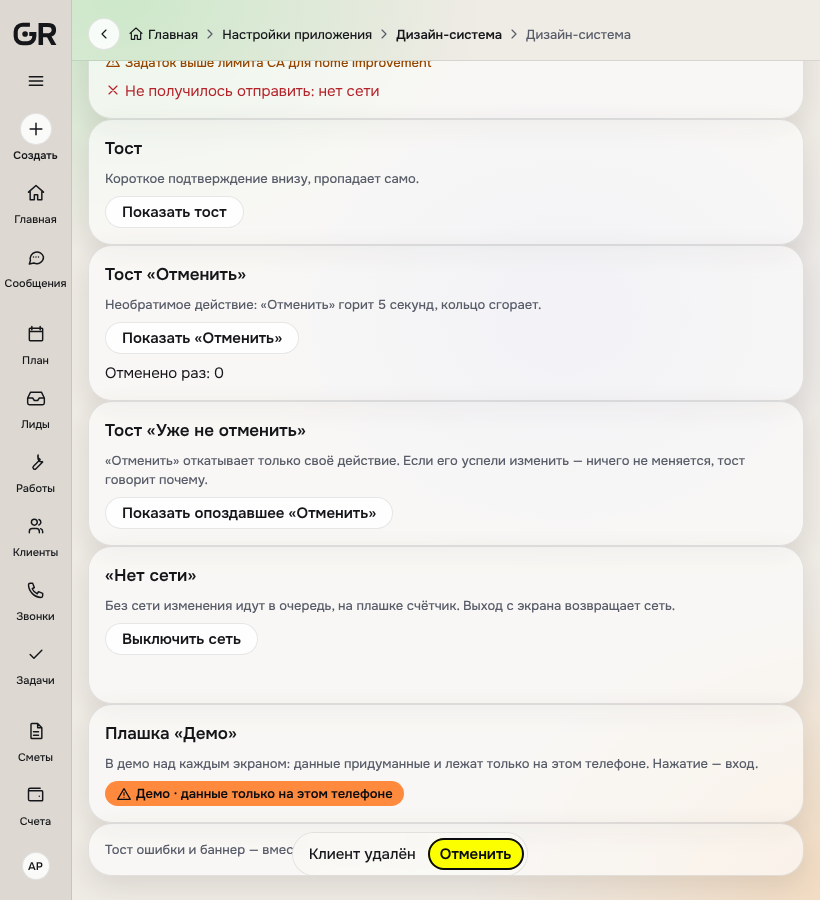 GR
Главная
Настройки приложения
Дизайн-система
Дизайн-система
Создать
Главная
Сообщения
План
Лиды
Работы
Клиенты
Звонки
Задачи
Сметы
Счета
AP
Задаток выше лимита CA для home improvement
Не получилось отправить: нет сети
Тост
Короткое подтверждение внизу, пропадает само.
Показать тост
Тост «Отменить»
Необратимое действие: «Отменить» горит 5 секунд, кольцо сгорает.
Показать «Отменить»
Отменено раз: 0
Тост «Уже не отменить»
«Отменить» откатывает только своё действие. Если его успели изменить — ничего не меняется, тост
говорит почему.
Показать опоздавшее «Отменить»
«Нет сети»
Без сети изменения идут в очередь, на плашке счётчик. Выход с экрана возвращает сеть.
Выключить сеть
Плашка «Демо»
В демо над каждым экраном: данные придуманные и лежат только на этом телефоне. Нажатие — вход.
Демо · данные только на этом телефоне
Тост ошибки и баннер —
Клиент удалён
Отменить